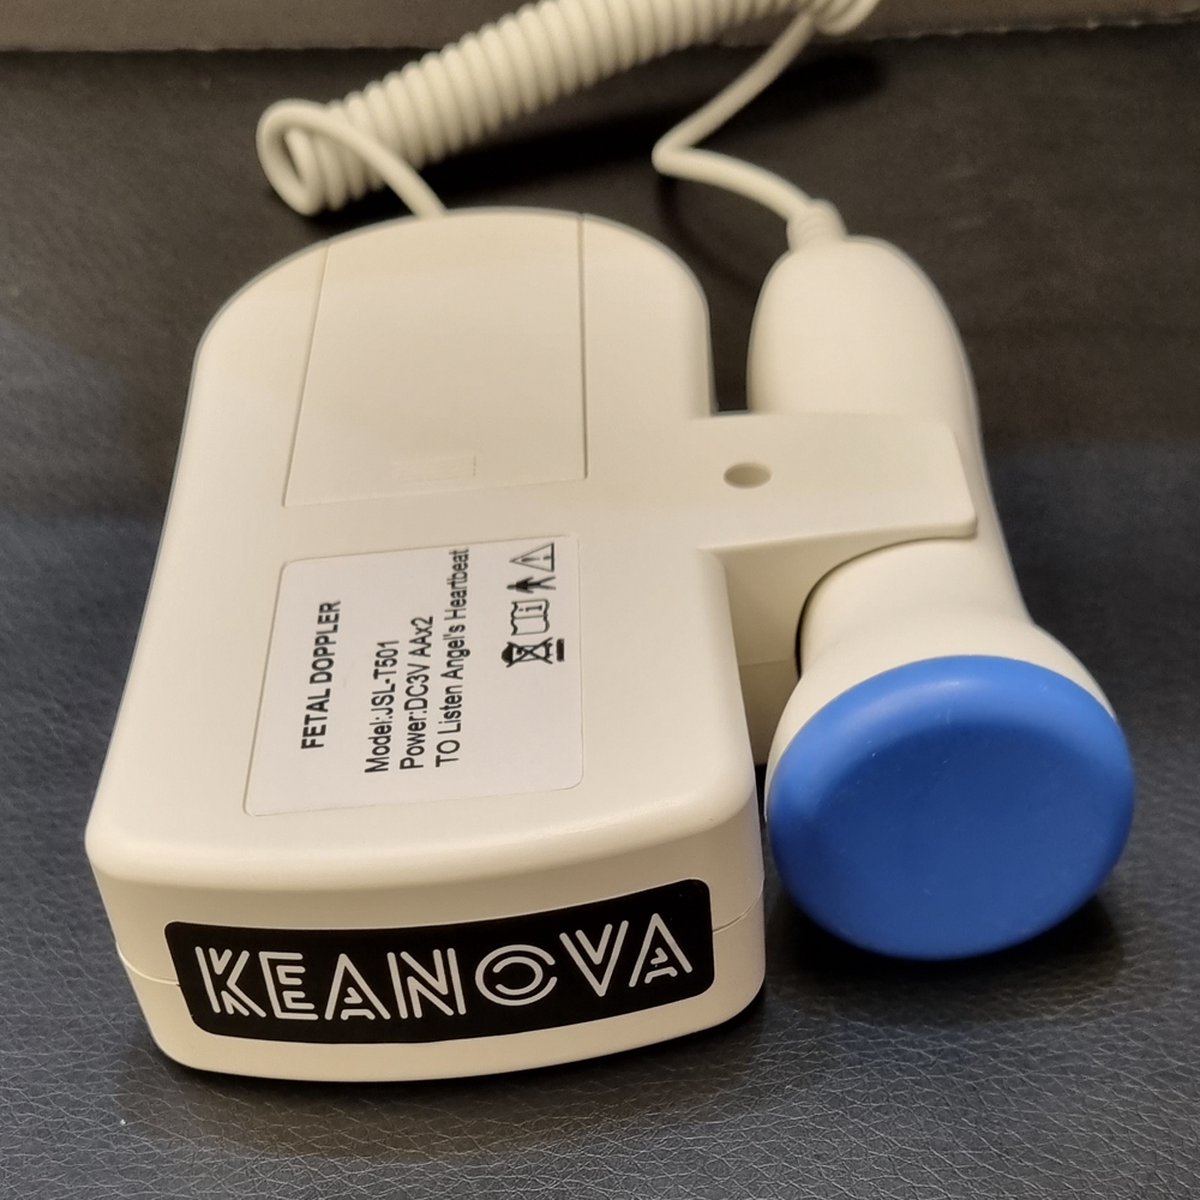 FETAL DOPPLER
Model:JSL-T501
Power:DC3V AAx2
TO Listen Angel's Heartbeat
KEANOVA